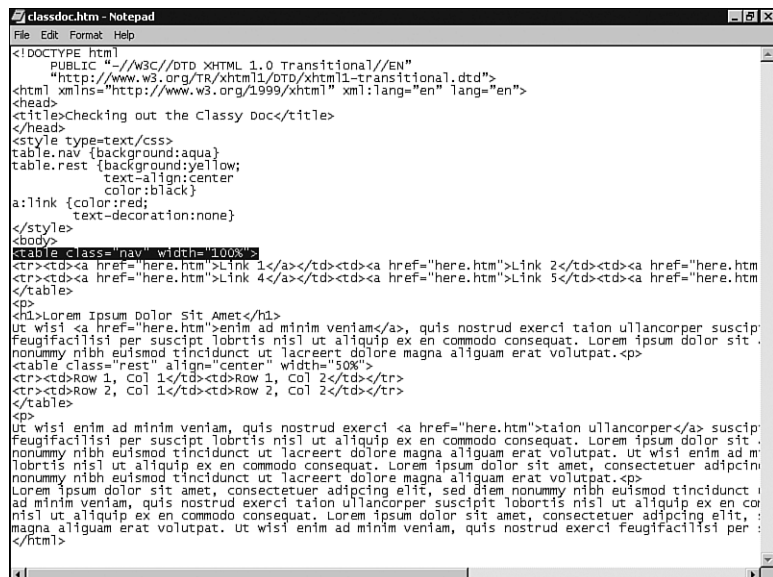 classdoc.htm - Notepad
File Edit Format Help
<!DOCTYPE html
PUBLIC “-//W3C//DTD XHTML 1.0 Transitional//EN”
“http://www.w3.org/TR/xhtml1/DTD/xhtml1-transitional.dtd”>
<html xmlns="http://www.w3.org/1999/xhtml" xml:lang="en" lang="en">
<head>
<title>Checking out the Classy Doc</title>
</head>
<style type=text/css>
table.nav {background:aqua}
table.rest {background:yellow;
text-align:center
color:black}
a:link {color:red;
text-decoration:none}
</style>
<body>
<table class="nav" width="100%">
<tr><td><a href="here.htm">Link 1</a></td><td><a href="here.htm">Link 2</td><td><a href="here.htm
<tr><td><a href="here.htm">Link 4</a></td><td><a href="here.htm">Link 5</td><td><a href="here.htm
</table>
<p>
<h1>Lorem Ipsum Dolor Sit Amet</h1>
Ut wisi <a href="here.htm">enim ad minim veniam</a>, quis nostrud exerci taion ullancorper suscip
feugifacilisi per suscipt lobrtis nisl ut aliquip ex en commodo consequat. Lorem ipsum dolor sit
nonummy nibh euismod tincidunt ut lacreert dolore magna aliguam erat volutpat.<p>
<table class="rest" align="center" width="50%">
<tr><td>Row 1, Col 1</td><td>Row 1, Col 2</td></tr>
<tr><td>Row 2, Col 1</td><td>Row 2, Col 2</td></tr>
</table>
<p>
Ut wisi enim ad minim veniam, quis nostrud exerci <a href="here.htm">taion ullancorper</a> suscip
feugifacilisi per suscipt lobrtis nisl ut aliquip ex en commodo consequat. Lorem ipsum dolor sit
nonummy nibh euismod tincidunt ut lacreert dolore magna aliguam erat volutpat. Ut wisi enim ad m
lobrtis nisl ut aliquip ex en commodo consequat. Lorem ipsum dolor sit amet, consectetuer adipcin
nonummy nibh euismod tincidunt ut lacreert dolore magna aliguam erat volutpat.<p>
Lorem ipsum dolor sit amet, consectetuer adipcing elit, sed diem nonummy nibh euismod tincidunt
ad minim veniam, quis nostrud exerci taion ullancorper suscipit lobrtis nisl ut aliquip ex en co
nisl ut aliquip ex en commodo consequat. Lorem ipsum dolor sit amet, consectetuer adipcing elit,
magna aliguam erat volutpat. Ut wisi enim ad minim veniam, quis nostrud exerci feugifacilisi per
</html>